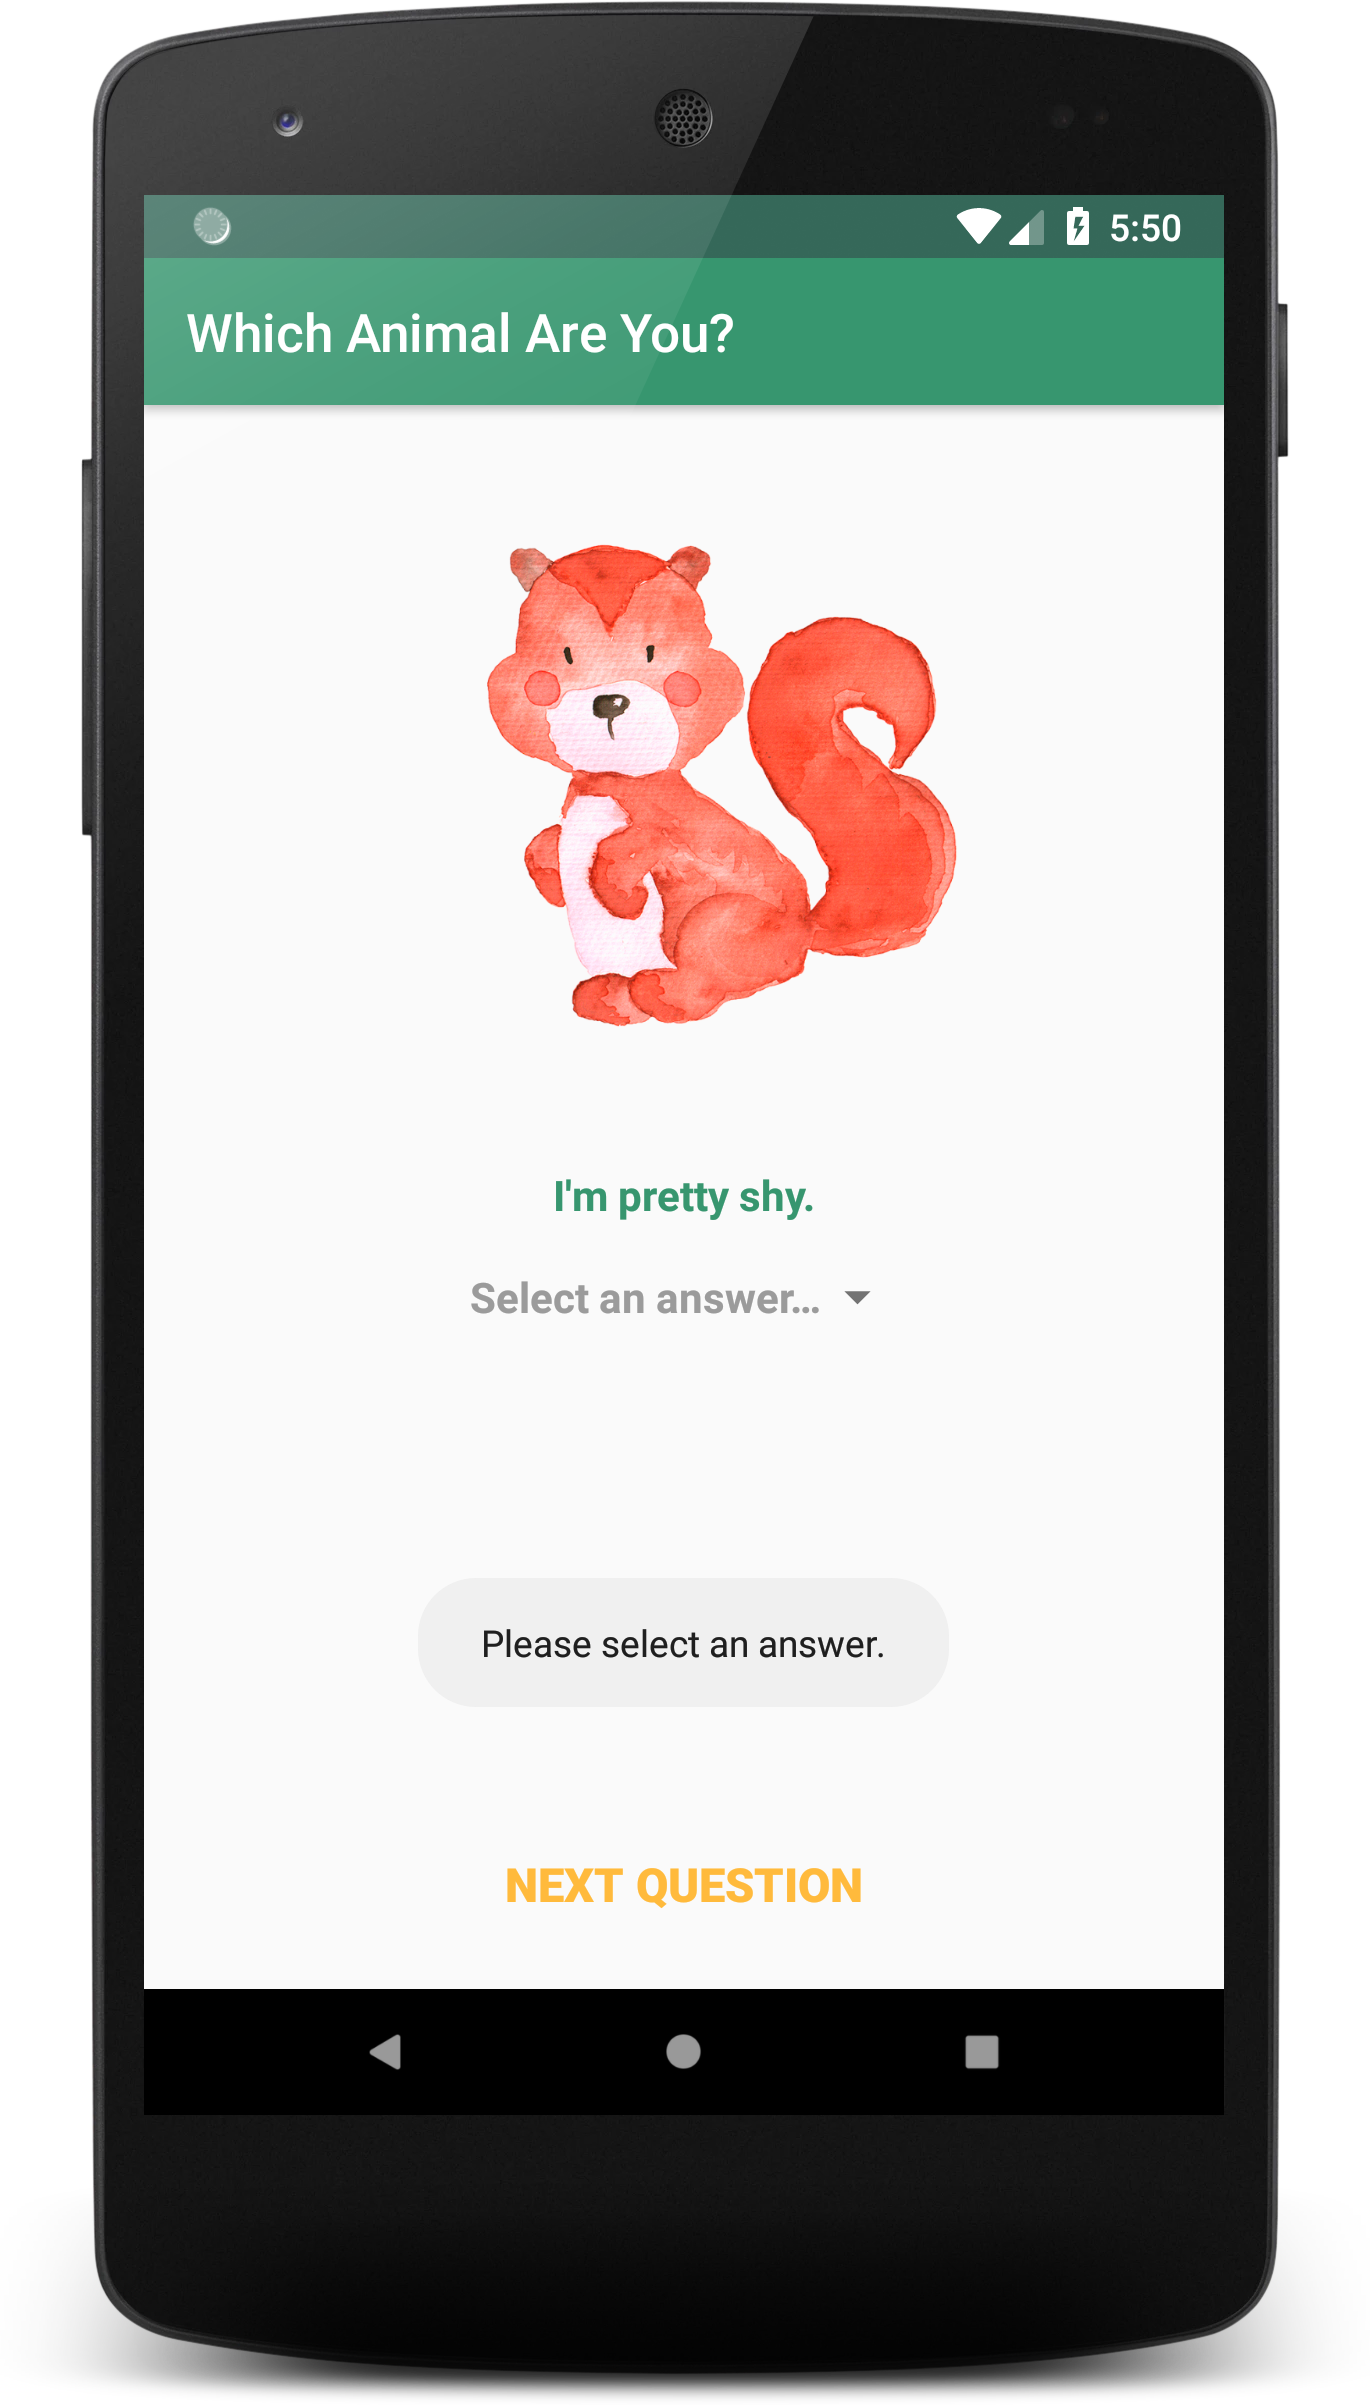 5:50
Which Animal Are You?
I'm pretty shy.
Select an answer...
Please select an answer.
NEXT QUESTION